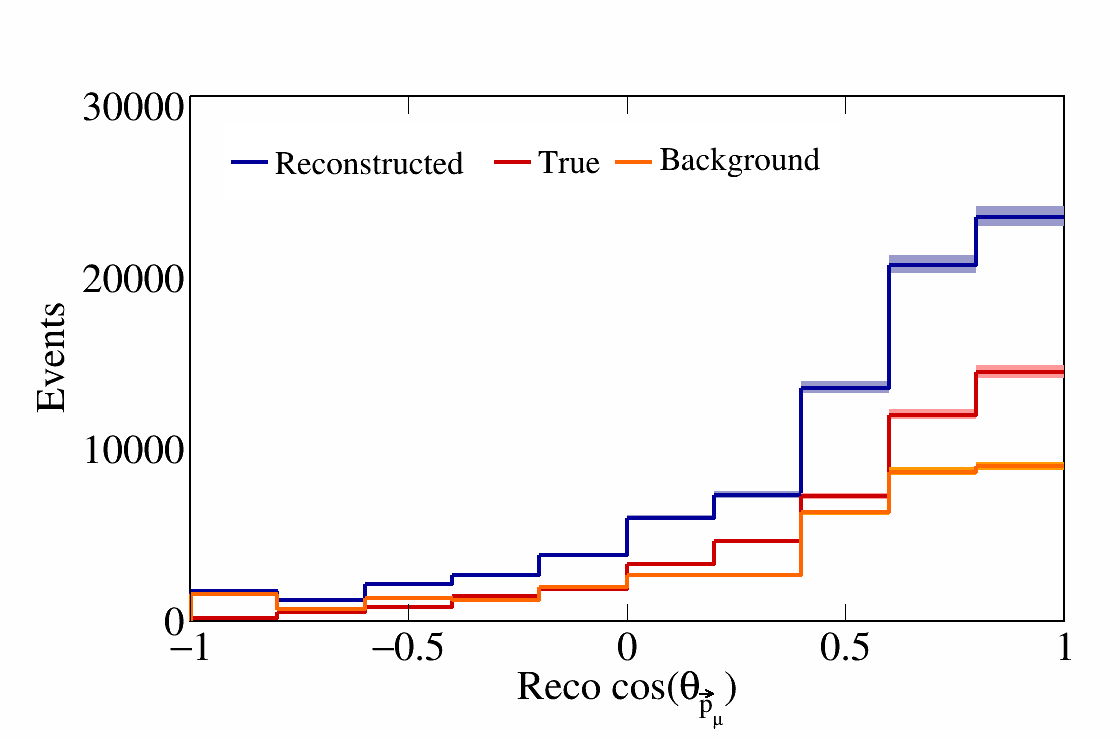 30000
Reconstructed True Background
20000
10000
0
−1 −0.5 0 0.5 1
Events
Reco cos(θp⃗μ)